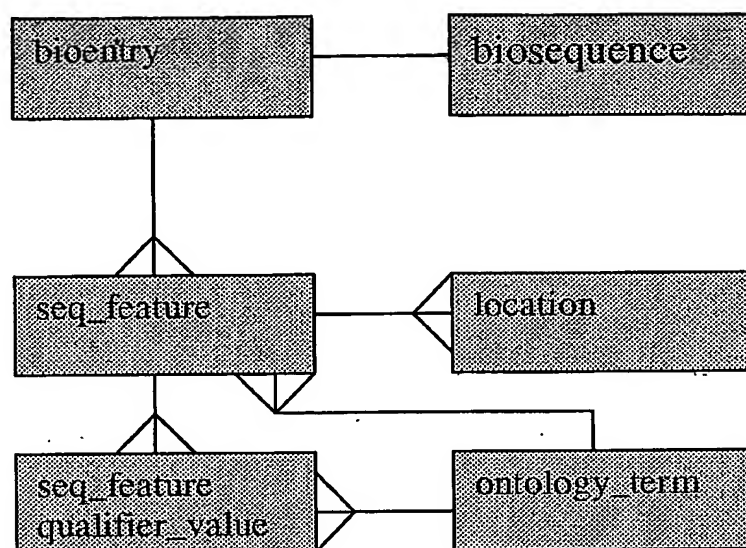 bioentry
biosequence
seq_feature
location
seq_feature
qualifier_value
ontology_term